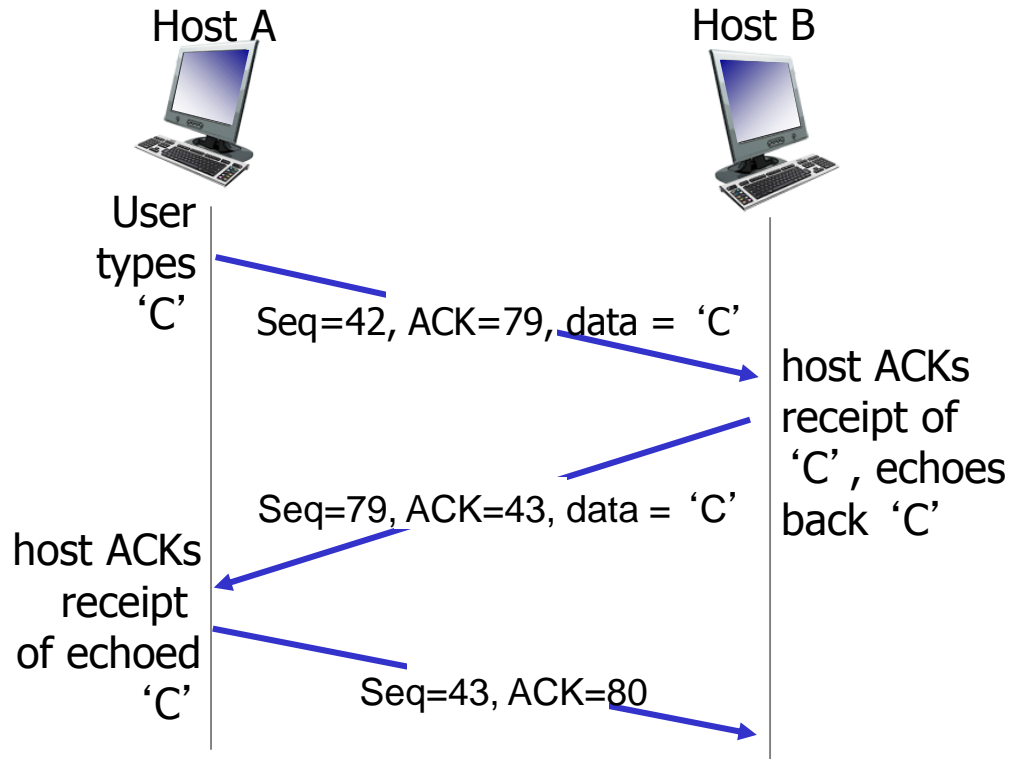 Host A
Host B
User
types
‘C’
Seq=42, ACK=79, data = ‘C’
host ACKs
receipt of
‘C’, echoes
back ‘C’
Seq=79, ACK=43, data = ‘C’
host ACKs
receipt
of echoed
‘C’
Seq=43, ACK=80